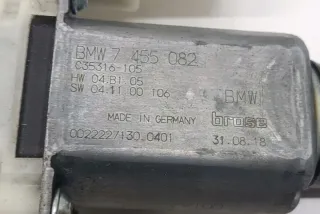 BMW 7 455 082
C35316-105
HW 04.B1 05
SW 04.11 00 106
BMW
MADE IN GERMANY
brose
0022227130.0401
31.08.18